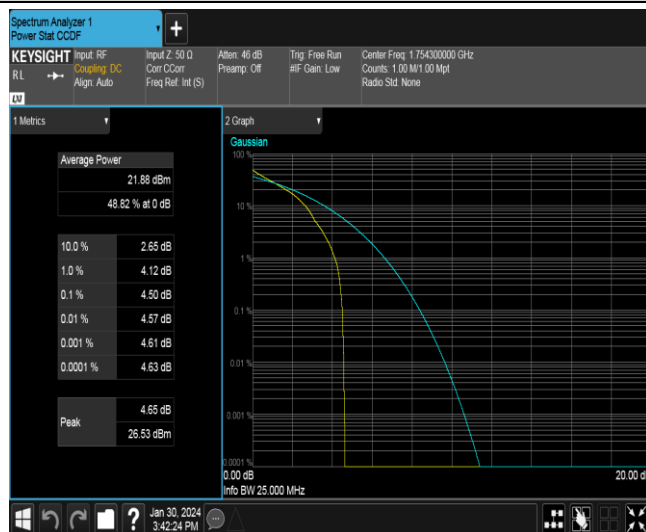 Spectrum Analyzer 1
Power Stat CCDF
+
KEYSIGHT
RL
LXI
Input: RF
Coupling: DC
Align: Auto
Input Z: 50 Ω
Corr CCorr
Freq Ref: Int (S)
Atten: 46 dB
Preamp: Off
Trig: Free Run
#IF Gain: Low
Center Freq: 1.754300000 GHz
Counts: 1.00 M/1.00 Mpt
Radio Std: None
1 Metrics
Average Power
21.88 dBm
48.82 % at 0 dB
10.0 % 2.65 dB
1.0 % 4.12 dB
0.1 % 4.50 dB
0.01 % 4.57 dB
0.001 % 4.61 dB
0.0001 % 4.63 dB
Peak
4.65 dB
26.53 dBm
2 Graph
Gaussian
100 %
10 %
1 %
0.1 %
0.01 %
0.001 %
0.0001 %
0.00 dB
20.00 d
Info BW 25.000 MHz
?
Jan 30, 2024
3:42:24 PM